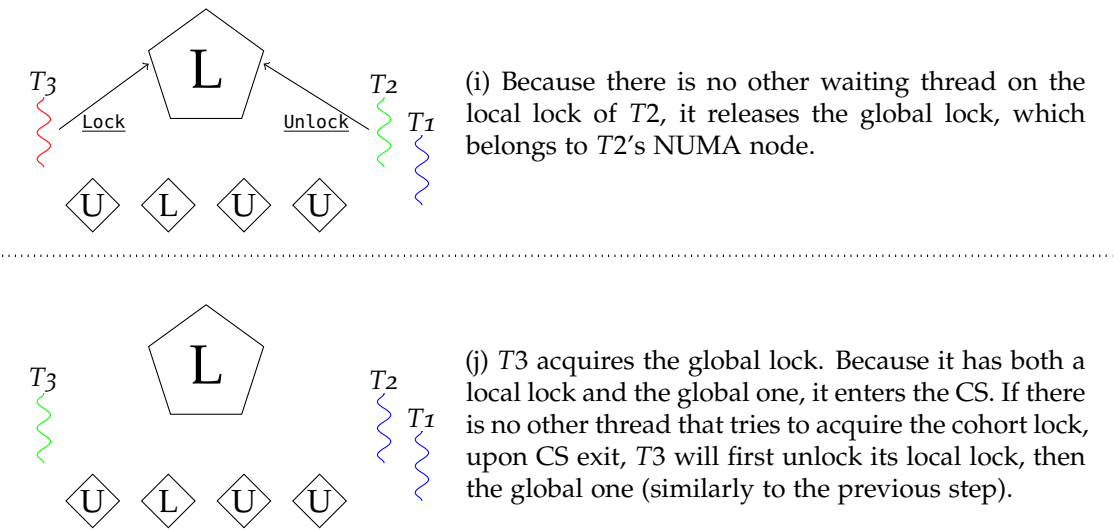 L
T3
T2
Lock
Unlock
T1
U L U U
(i) Because there is no other waiting thread on the
local lock of T2, it releases the global lock, which
belongs to T2's NUMA node.
L
T3
T2
T1
U L U U
(j) T3 acquires the global lock. Because it has both a
local lock and the global one, it enters the CS. If there
is no other thread that tries to acquire the cohort lock,
upon CS exit, T3 will first unlock its local lock, then
the global one (similarly to the previous step).